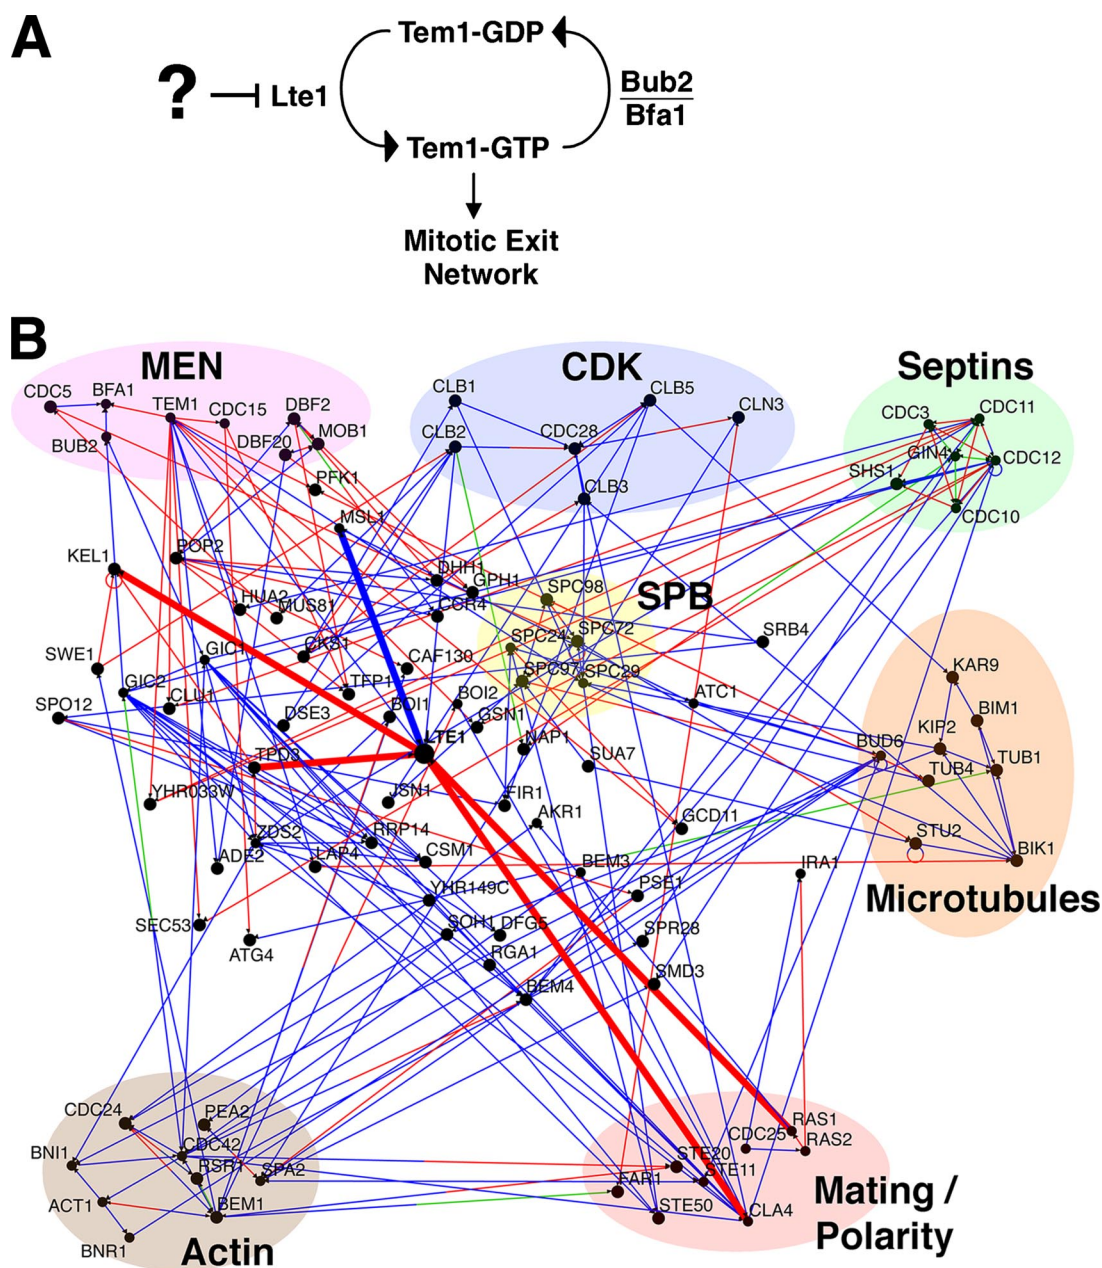 A
Tem1-GDP
?
Lte1
Bub2
Bfa1
Tem1-GTP
Mitotic Exit
Network
B
MEN
CDK
Septins
CDC5
BFA1
TEM1
CDC15
DBF2
BUB2
DBF20
MOB1
PFK1
CLB1
CLB5
CLN3
CLB2
CDC28
CLB3
CDC3
CDC11
GIN4
CDC12
SHS1
CDC10
MSL1
KEL1
POP2
DHH1
GPH1
HUA2
MUS81
CCR4
SPB
SPC98
SPC24
SPC72
SPC97
SPC29
SRB4
SWE1
GIC1
CKS1
CAF130
GIC2
CLU1
TFP1
SPO12
DSE3
BOI1
BOI2
GSN1
ATC1
KAR9
BIM1
KIP2
BUD6
TUB1
TUB4
LTE1
NAP1
SUA7
TPD3
YHR033W
JSN1
FIR1
AKR1
GCD11
STU2
BIK1
ZDS2
RRP14
ADE2
LAP4
CSM1
BEM3
IRA1
Microtubules
YHR149C
PSE1
SEC53
ATG4
SOH1
DFG5
SPR28
RGA1
SMD3
BEM4
CDC24
PEA2
BNI1
CDC42
RSR1
SPA2
ACT1
BEM1
BNR1
Actin
RAS1
CDC25
RAS2
STE20
STE11
FAR1
STE50
CLA4
Mating /
Polarity